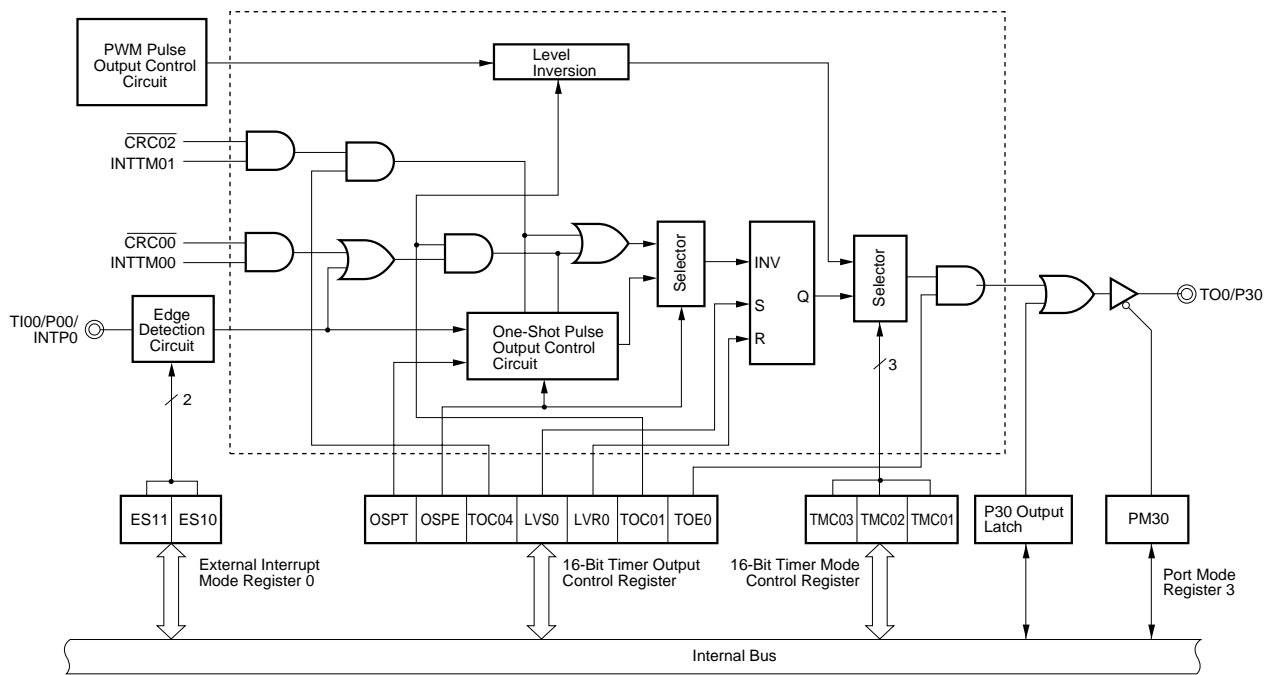 PWM Pulse
Output Control
Circuit
Level
Inversion
CRC02
INTTM01
CRC00
INTTM00
TI00/P00/
INTP0
Edge
Detection
Circuit
2
One-Shot Pulse
Output Control
Circuit
Selector
INV
S
R
Q
Selector
3
TO0/P30
ES11
ES10
OSPT
OSPE
TOC04
LVS0
LVR0
TOC01
TOE0
TMC03
TMC02
TMC01
P30 Output
Latch
PM30
External Interrupt
Mode Register 0
16-Bit Timer Output
Control Register
16-Bit Timer Mode
Control Register
Port Mode
Register 3
Internal Bus